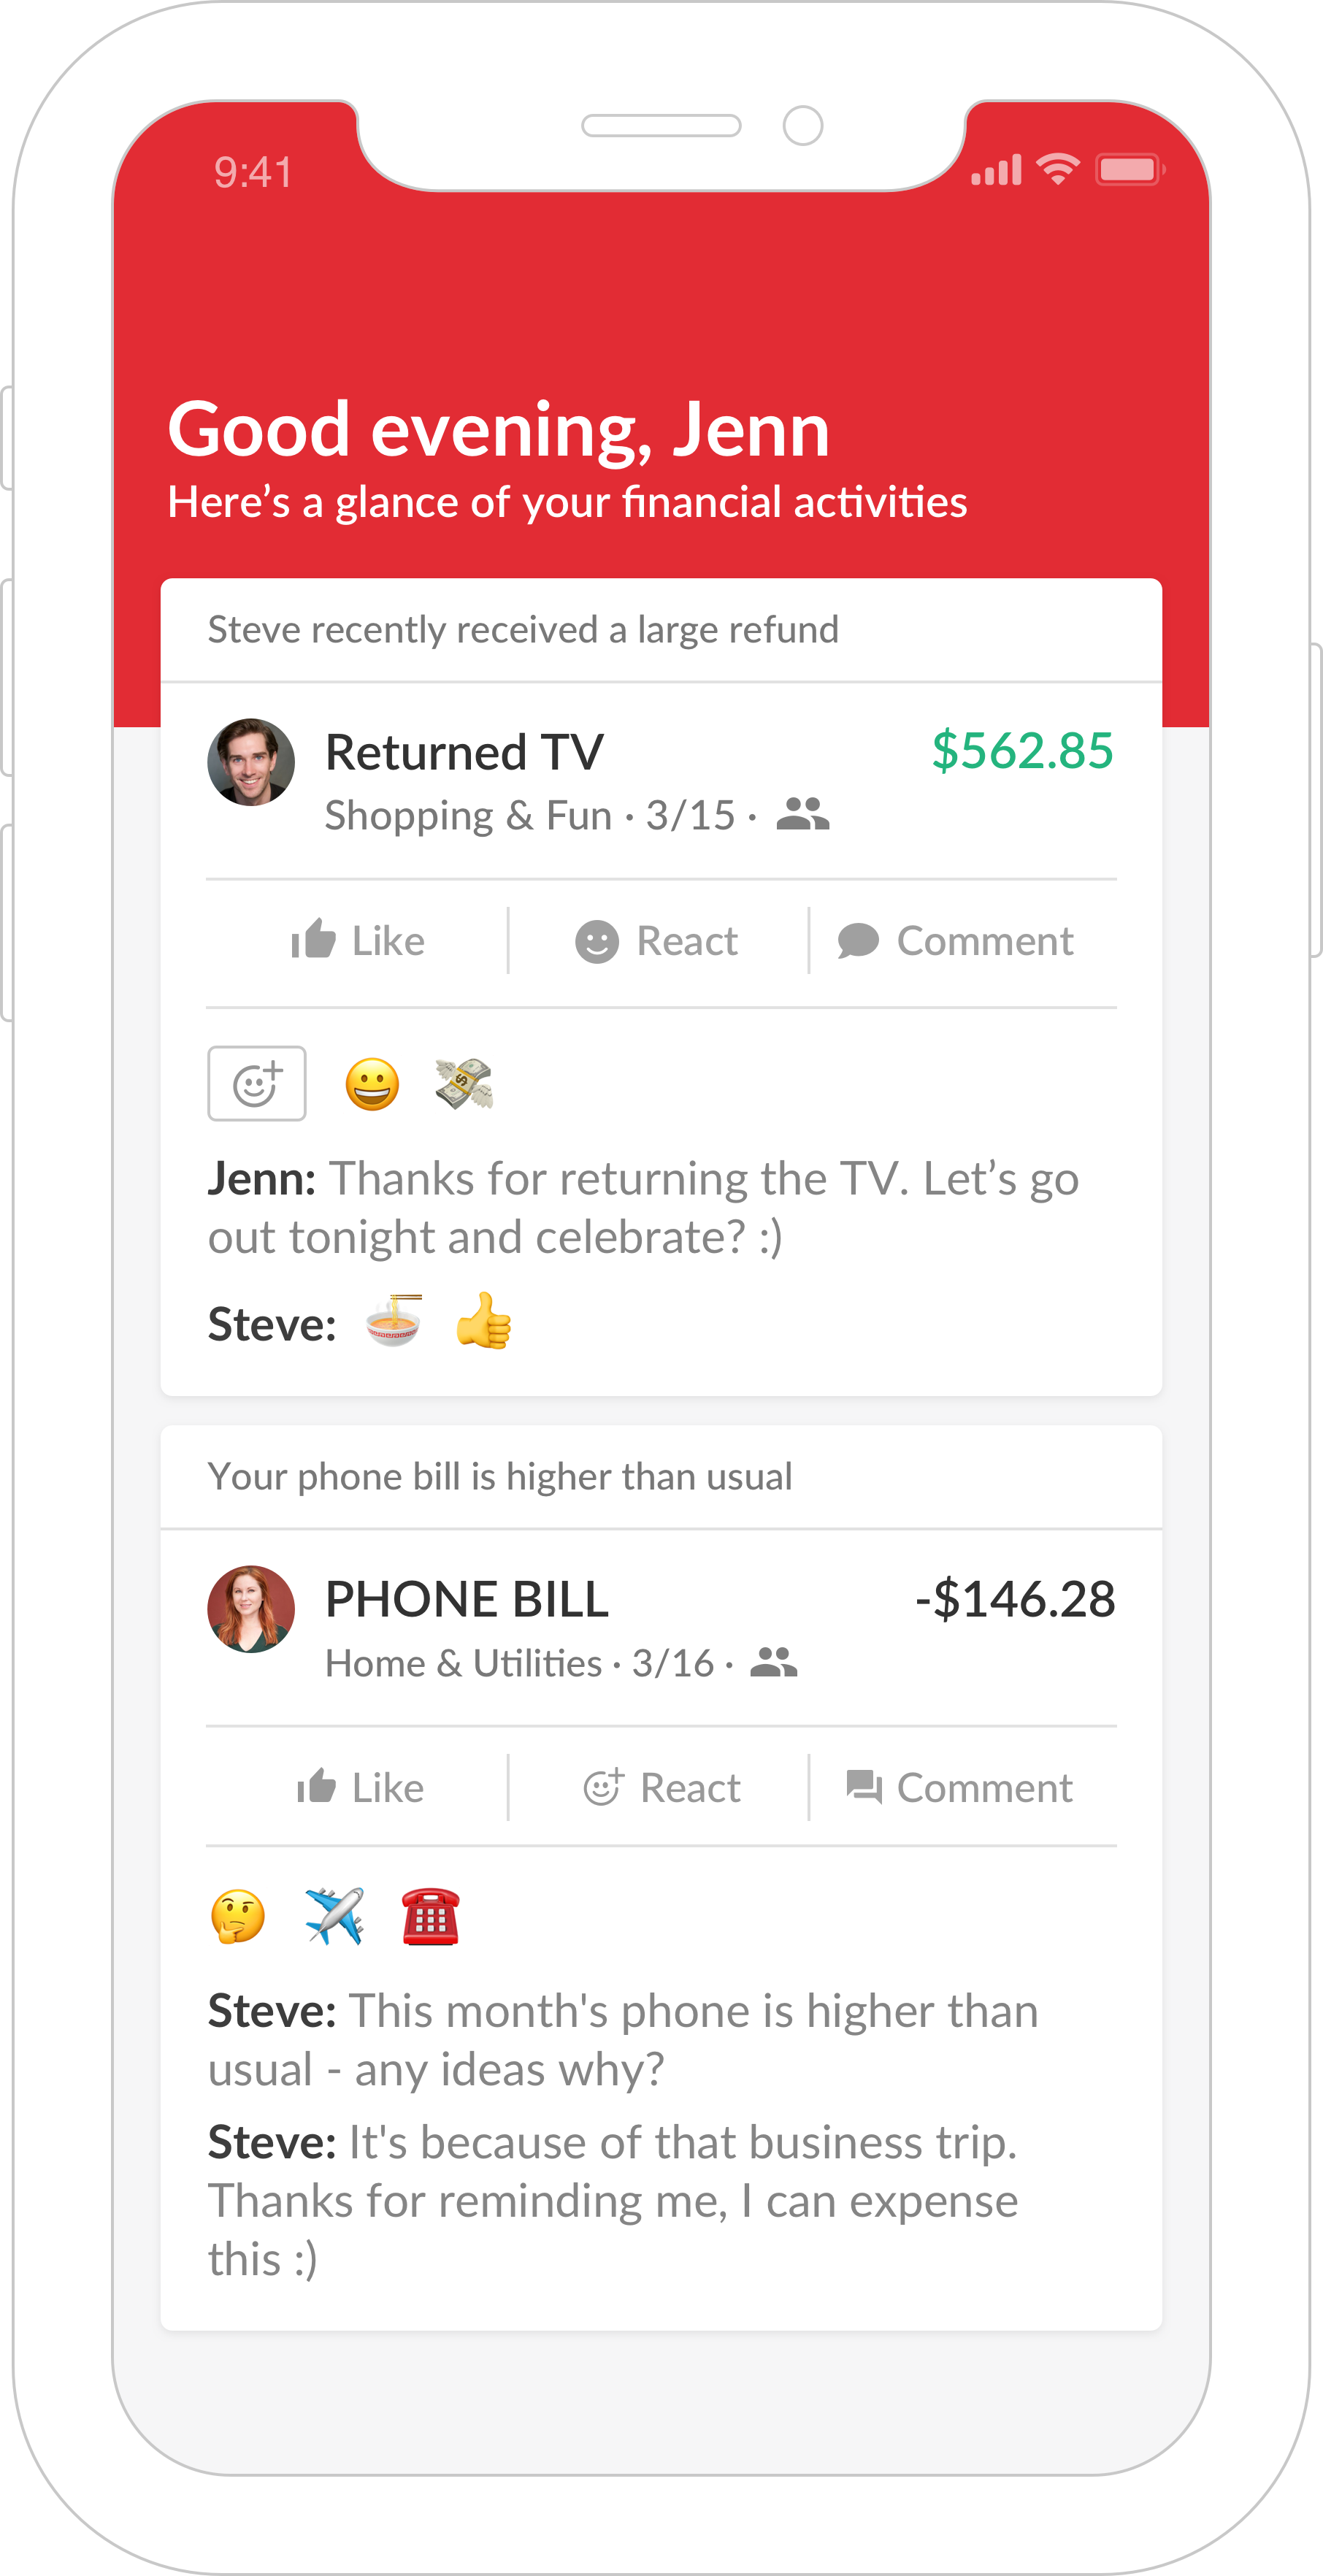 9:41
Good evening, Jenn
Here’s a glance of your financial activities
Steve recently received a large refund
Returned TV
$562.85
Shopping & Fun · 3/15 ·
Like
React
Comment
Jenn: Thanks for returning the TV. Let’s go
out tonight and celebrate? :)
Steve:
Your phone bill is higher than usual
PHONE BILL
-$146.28
Home & Utilities · 3/16 ·
Like
React
Comment
Steve: This month's phone is higher than
usual - any ideas why?
Steve: It's because of that business trip.
Thanks for reminding me, I can expense
this :)